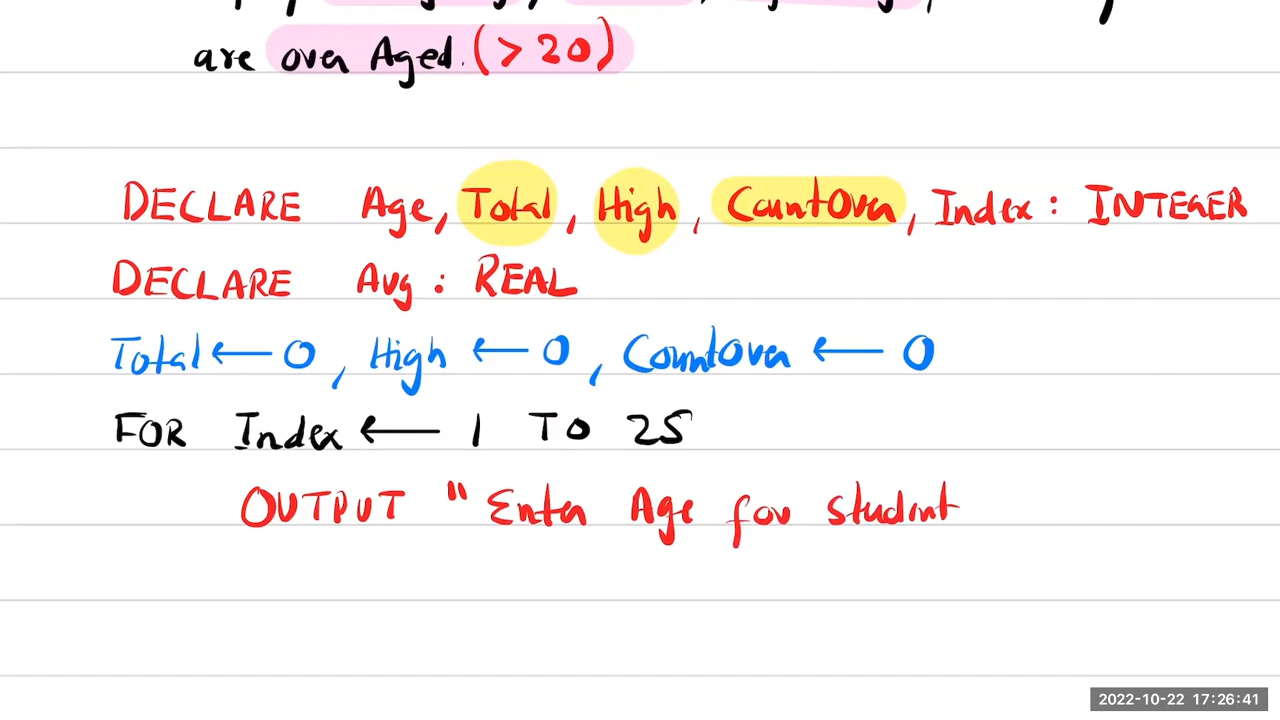 are over Aged. (> 20)
DECLARE Age, Total, High, CountOver, Index : INTEGER
DECLARE Avg : REAL
Total ← 0, High ← 0, CountOver ← 0
FOR Index ← 1 TO 25
OUTPUT " Enter Age for student
2022-10-22 17:26:41